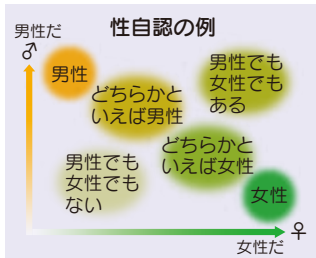 性自認の例
男性だ
♂
男性
どちらかと
いえば男性
男性でも
女性でも
ある
男性でも
女性でも
ない
どちらかと
いえば女性
女性
♀
女性だ